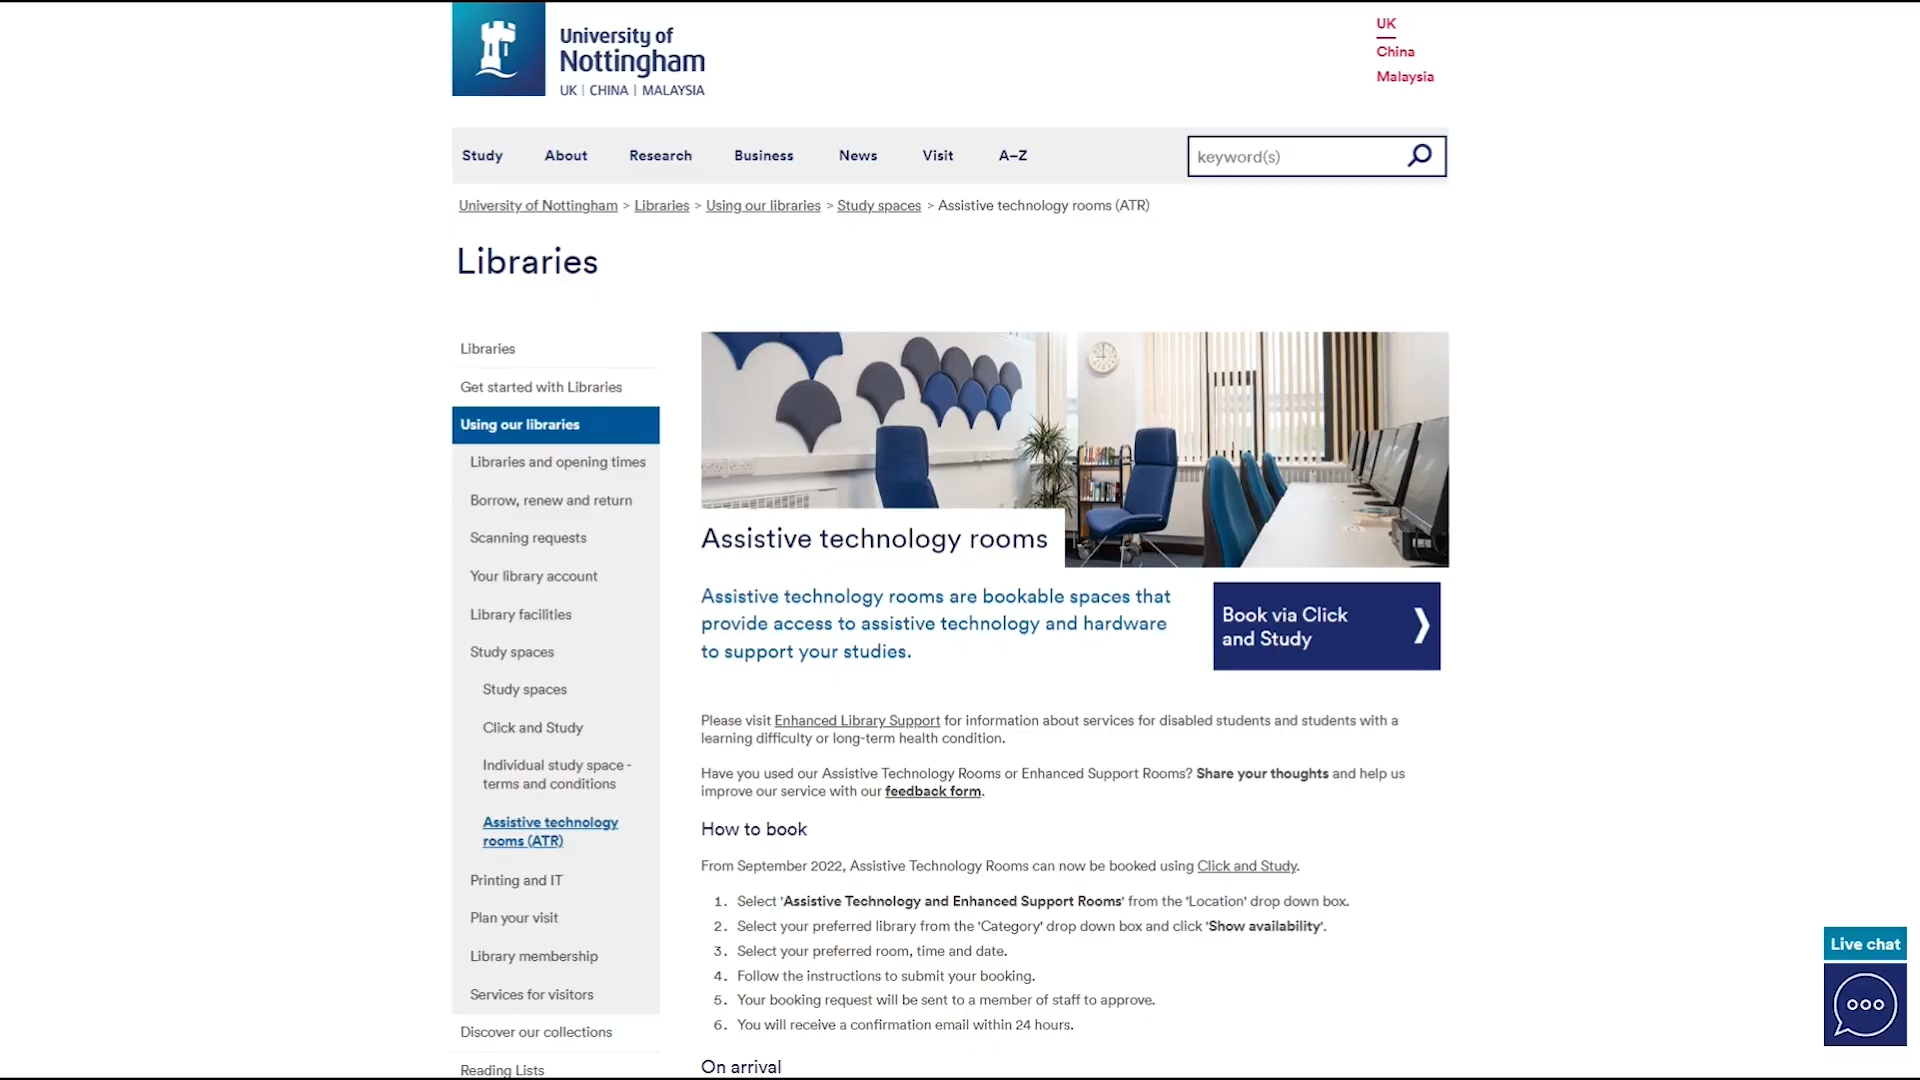 University of
Nottingham
UK | CHINA | MALAYSIA
UK
China
Malaysia
Study
About
Research
Business
News
Visit
A–Z
keyword(s)
University of Nottingham > Libraries > Using our libraries > Study spaces > Assistive technology rooms (ATR)
Libraries
Libraries
Get started with Libraries
Using our libraries
Libraries and opening times
Borrow, renew and return
Scanning requests
Your library account
Library facilities
Study spaces
Study spaces
Click and Study
Individual study space -
terms and conditions
Assistive technology
rooms (ATR)
Printing and IT
Plan your visit
Library membership
Services for visitors
Discover our collections
Reading Lists
Assistive technology rooms
Assistive technology rooms are bookable spaces that
provide access to assistive technology and hardware
to support your studies.
Book via Click
and Study
Please visit Enhanced Library Support for information about services for disabled students and students with a
learning difficulty or long-term health condition.
Have you used our Assistive Technology Rooms or Enhanced Support Rooms? Share your thoughts and help us
improve our service with our feedback form.
How to book
From September 2022, Assistive Technology Rooms can now be booked using Click and Study.
1. Select 'Assistive Technology and Enhanced Support Rooms' from the 'Location' drop down box.
2. Select your preferred library from the 'Category' drop down box and click 'Show availability'.
3. Select your preferred room, time and date.
4. Follow the instructions to submit your booking.
5. Your booking request will be sent to a member of staff to approve.
6. You will receive a confirmation email within 24 hours.
On arrival
Live chat